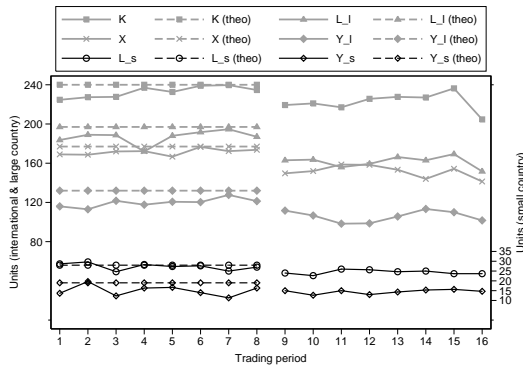 K K (theo) L_l L_l (theo)
X X (theo) Y_l Y_l (theo)
L_s L_s (theo) Y_s Y_s (theo)
Units (international & large country)
240
200
160
120
80
Units (small country)
35
30
25
20
15
10
1 2 3 4 5 6 7 8 9 10 11 12 13 14 15 16
Trading period